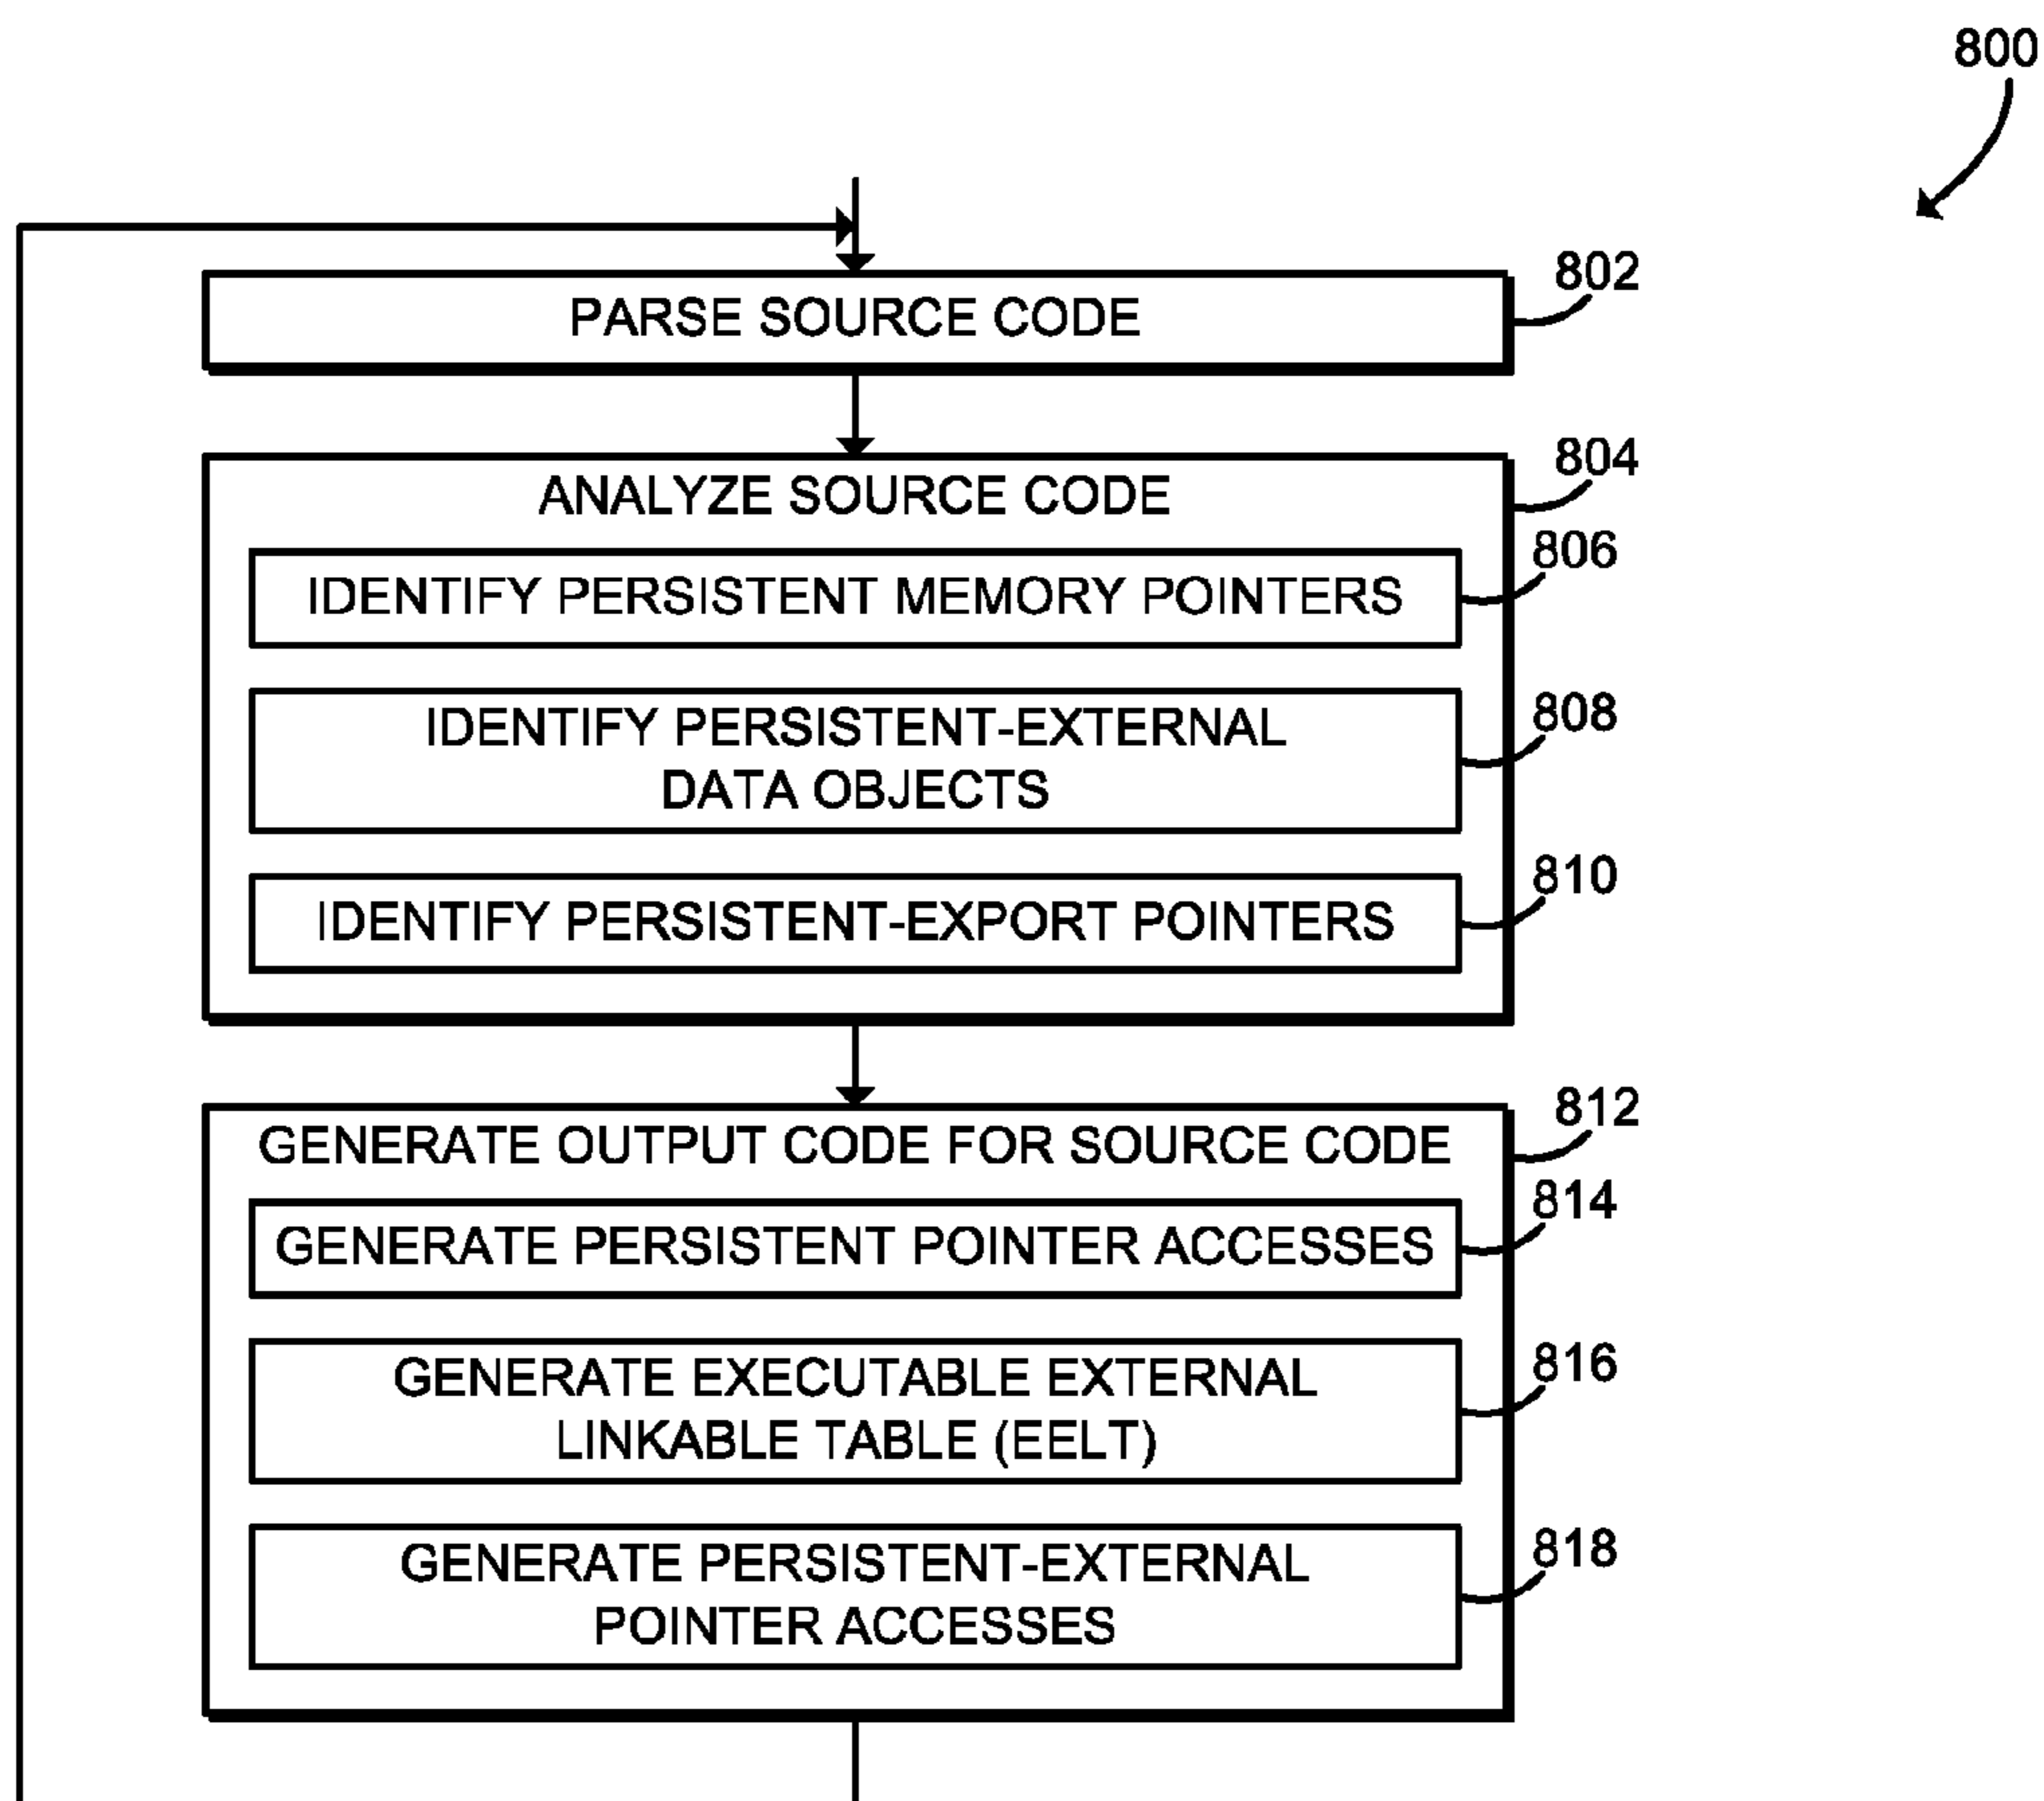 800
802
PARSE SOURCE CODE
804
ANALYZE SOURCE CODE
806
IDENTIFY PERSISTENT MEMORY POINTERS
808
IDENTIFY PERSISTENT-EXTERNAL
DATA OBJECTS
810
IDENTIFY PERSISTENT-EXPORT POINTERS
812
GENERATE OUTPUT CODE FOR SOURCE CODE
814
GENERATE PERSISTENT POINTER ACCESSES
816
GENERATE EXECUTABLE EXTERNAL
LINKABLE TABLE (EELT)
818
GENERATE PERSISTENT-EXTERNAL
POINTER ACCESSES